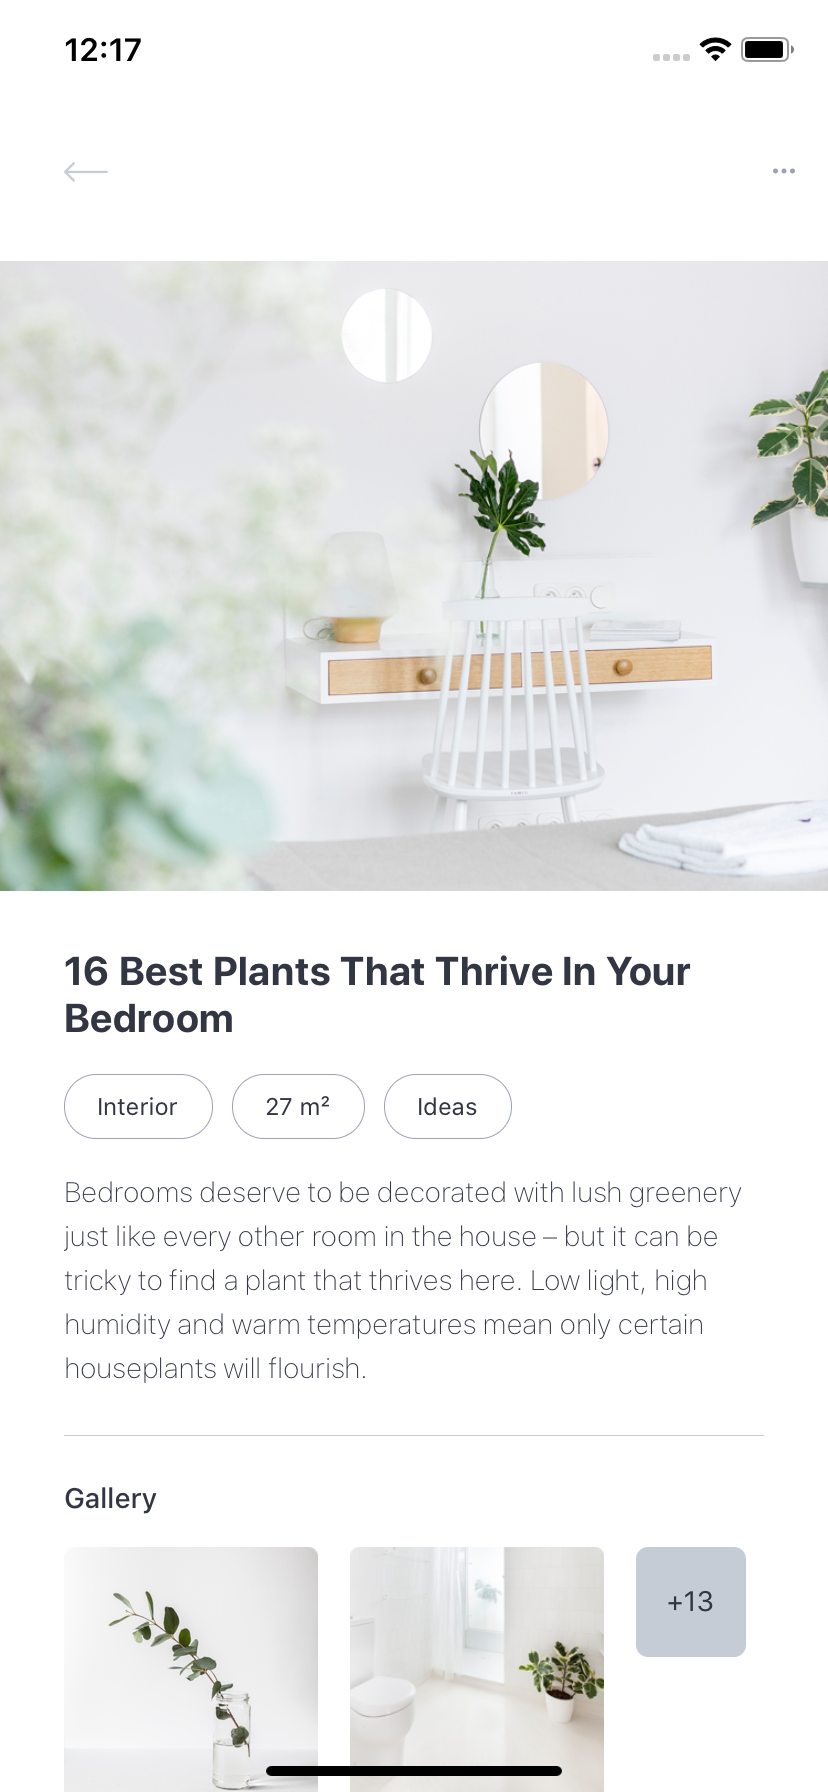 12:17
16 Best Plants That Thrive In Your
Bedroom
Interior
27 m²
Ideas
Bedrooms deserve to be decorated with lush greenery
just like every other room in the house – but it can be
tricky to find a plant that thrives here. Low light, high
humidity and warm temperatures mean only certain
houseplants will flourish.
Gallery
+13